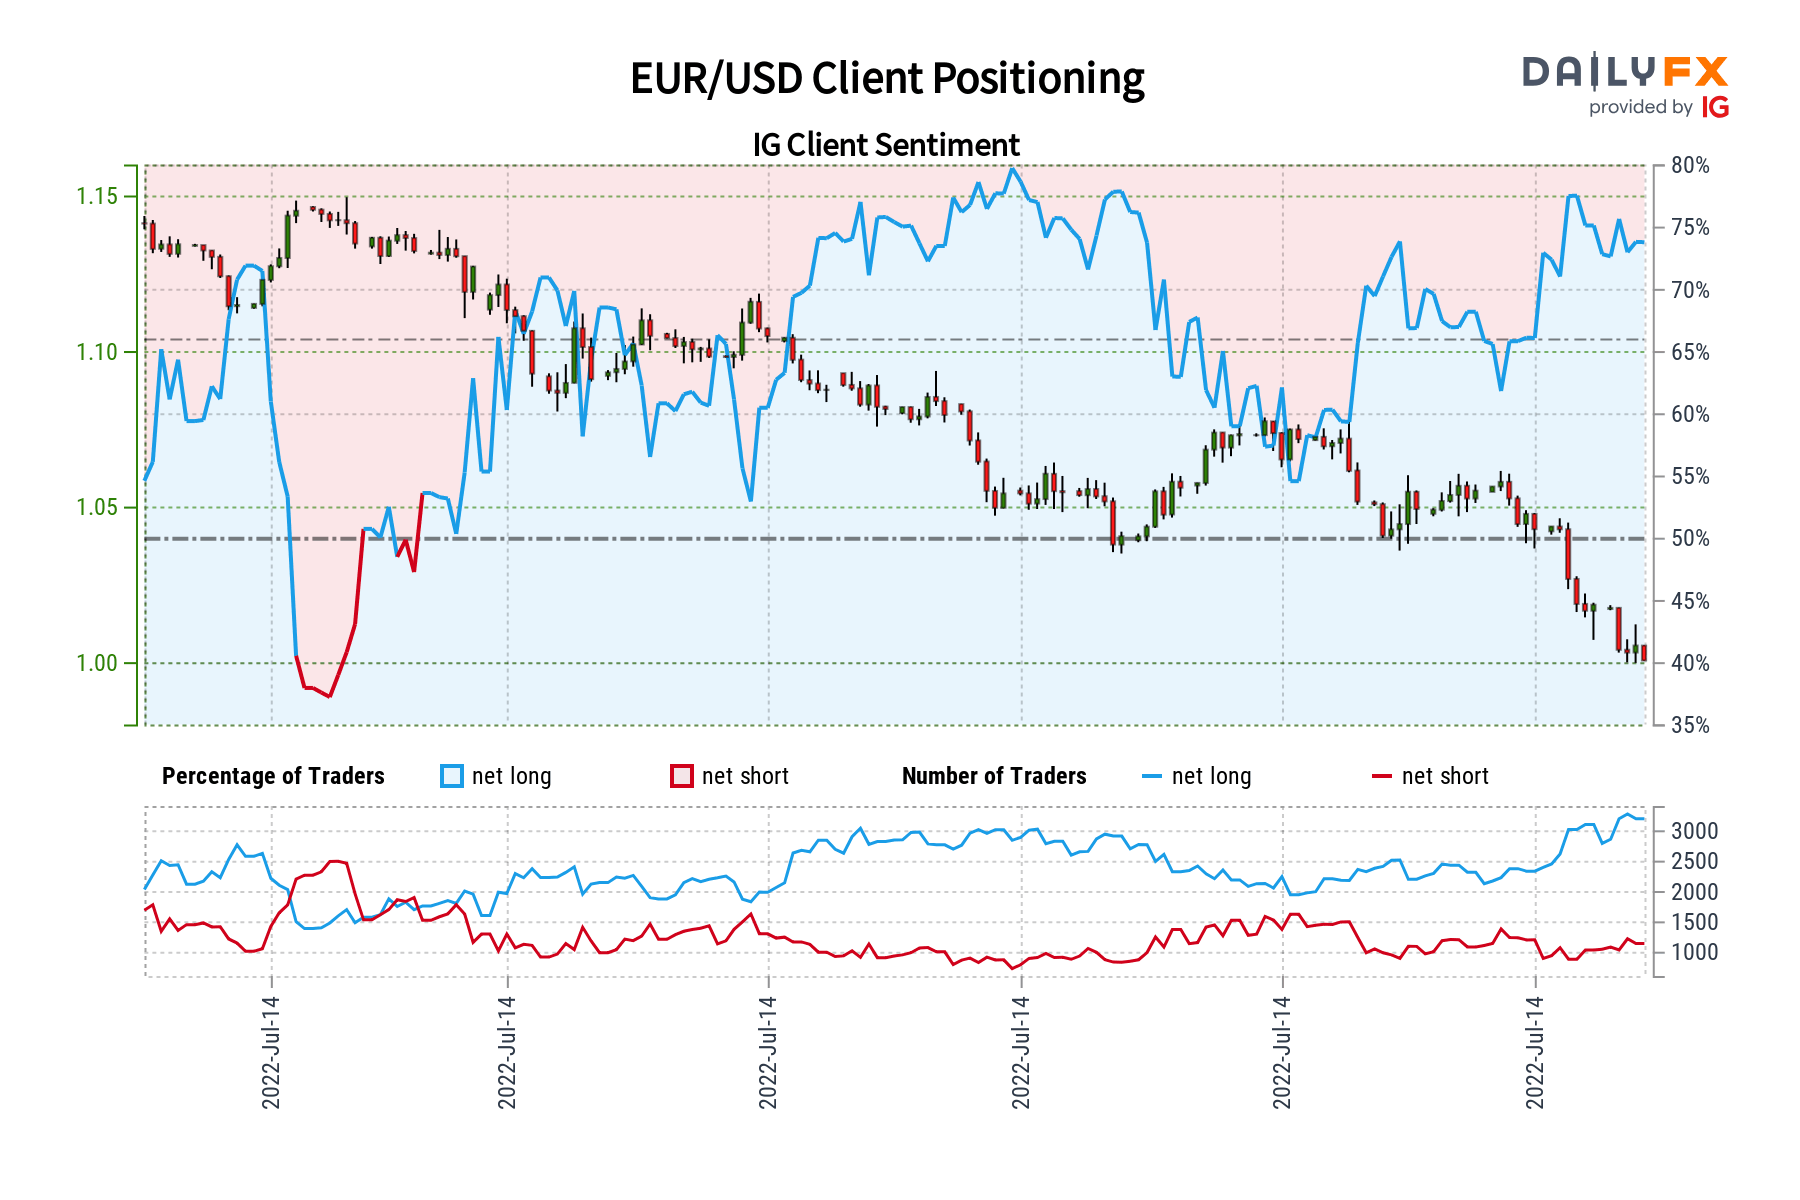 EUR/USD Client Positioning
DAILYFX
provided by IG
IG Client Sentiment
1.15
1.10
1.05
1.00
80%
75%
70%
65%
60%
55%
50%
45%
40%
35%
Percentage of Traders net long net short Number of Traders net long net short
3000
2500
2000
1500
1000
2022-Jul-14
2022-Jul-14
2022-Jul-14
2022-Jul-14
2022-Jul-14
2022-Jul-14